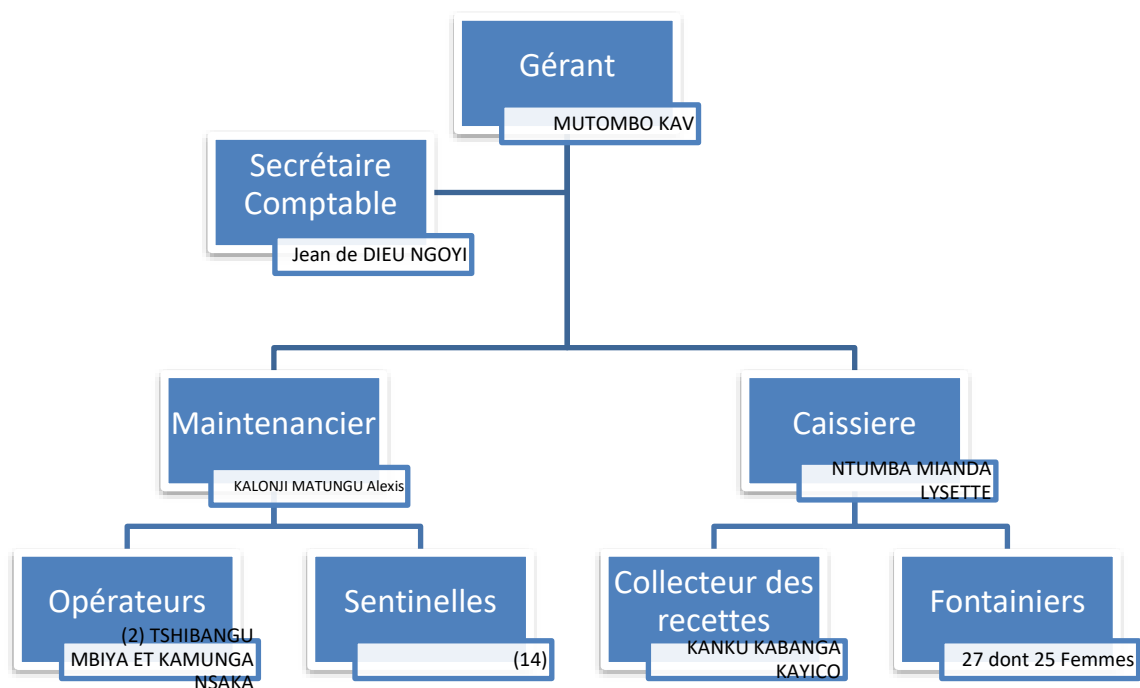 Gérant
MUTOMBO KAV
Secrétaire
Comptable
Jean de DIEU NGOYI
Maintenancier
KALONJI MATUNGU Alexis
Caissiere
NTUMBA MIANDA
LYSETTE
Opérateurs
(2) TSHIBANGU
MBIYA ET KAMUNGA
NSAKA
Sentinelles
(14)
Collecteur des
recettes
KANKU KABANGA
KAYICO
Fontainiers
27 dont 25 Femmes